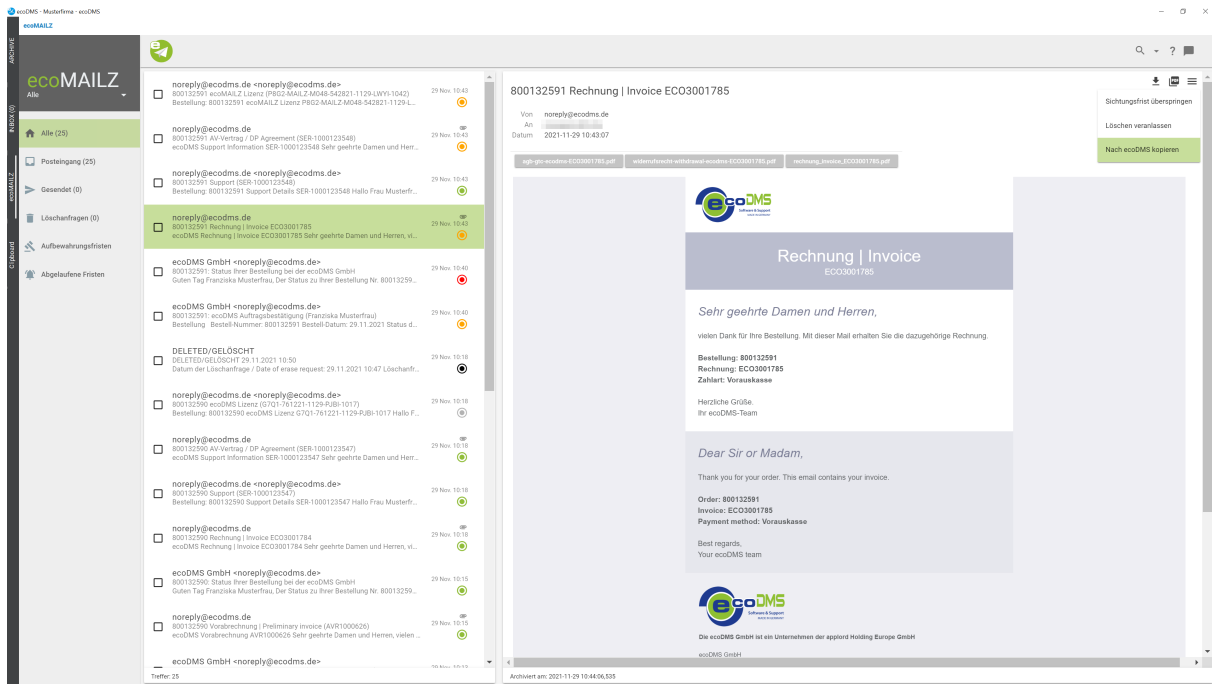 ecoDMS - Musterfirma - ecoDMS
ecoMAILZ
ARCHIVE
INBOX (0)
ecoMAILZ
Clipboard
ecoMAILZ
Alle
Alle (25)
Posteingang (25)
Gesendet (0)
Löschanfragen (0)
Aufbewahrungsfristen
Abgelaufene Fristen
noreply@ecodms.de <noreply@ecodms.de>
800132591 ecoMAILZ Lizenz (P8G2-MAILZ-M048-542821-1129-LWYI-1042)
29 Nov. 10:43
Bestellung: 800132591 ecoMAILZ Lizenz P8G2-MAILZ-M048-542821-1129-L...
noreply@ecodms.de
800132591 AV-Vertrag / DP Agreement (SER-1000123548)
29 Nov. 10:43
ecoDMS Support Information SER-1000123548 Sehr geehrte Damen und Herr...
noreply@ecodms.de <noreply@ecodms.de>
800132591 Support (SER-1000123548)
29 Nov. 10:43
Bestellung: 800132591 Support Details SER-1000123548 Hallo Frau Musterfr...
noreply@ecodms.de
800132591 Rechnung | Invoice ECO3001785
29 Nov. 10:43
ecoDMS Rechnung | Invoice ECO3001785 Sehr geehrte Damen und Herren, vi...
ecoDMS GmbH <noreply@ecodms.de>
800132591: Status Ihrer Bestellung bei der ecoDMS GmbH
29 Nov. 10:40
Guten Tag Franziska Musterfrau, Der Status zu Ihrer Bestellung Nr. 80013259...
ecoDMS GmbH <noreply@ecodms.de>
800132591: ecoDMS Auftragsbestätigung (Franziska Musterfrau)
29 Nov. 10:40
Bestellung Bestell-Nummer: 800132591 Bestell-Datum: 29.11.2021 Status d...
DELETED/GELÖSCHT
DELETED/GELÖSCHT 29.11.2021 10:50
29 Nov. 10:18
Datum der Löschanfrage / Date of erase request: 29.11.2021 10:47 Löschanfr...
noreply@ecodms.de <noreply@ecodms.de>
800132590 ecoDMS Lizenz (G7Q1-761221-1129-PJBI-1017)
29 Nov. 10:18
Bestellung: 800132590 ecoDMS Lizenz G7Q1-761221-1129-PJBI-1017 Hallo F...
noreply@ecodms.de
800132590 AV-Vertrag / DP Agreement (SER-1000123547)
29 Nov. 10:18
ecoDMS Support Information SER-1000123547 Sehr geehrte Damen und Herr...
noreply@ecodms.de <noreply@ecodms.de>
800132590 Support (SER-1000123547)
29 Nov. 10:18
Bestellung: 800132590 Support Details SER-1000123547 Hallo Frau Musterfr...
noreply@ecodms.de
800132590 Rechnung | Invoice ECO3001784
29 Nov. 10:18
ecoDMS Rechnung | Invoice ECO3001784 Sehr geehrte Damen und Herren, vi...
ecoDMS GmbH <noreply@ecodms.de>
800132590: Status Ihrer Bestellung bei der ecoDMS GmbH
29 Nov. 10:15
Guten Tag Franziska Musterfrau, Der Status zu Ihrer Bestellung Nr. 80013259...
noreply@ecodms.de
800132590 Vorabrechnung | Preliminary invoice (AVR1000626)
29 Nov. 10:15
ecoDMS Vorabrechnung AVR1000626 Sehr geehrte Damen und Herren, vielen ...
ecoDMS GmbH <noreply@ecodms.de>
29 Nov. 10:13
Treffer: 25
800132591 Rechnung | Invoice ECO3001785
Von noreply@ecodms.de
An
Datum 2021-11-29 10:43:07
PDF
Sichtungsfrist überspringen
Löschen veranlassen
Nach ecoDMS kopieren
agb-gtc-ecodms-ECO3001785.pdf
widerrufsrecht-withdrawal-ecodms-ECO3001785.pdf
rechnung_invoice_ECO3001785.pdf
ecoDMS
Software & Support
MADE IN GERMANY
Rechnung | Invoice
ECO3001785
Sehr geehrte Damen und Herren,
vielen Dank für Ihre Bestellung. Mit dieser Mail erhalten Sie die dazugehörige Rechnung.
Bestellung: 800132591
Rechnung: ECO3001785
Zahlart: Vorauskasse
Herzliche Grüße.
Ihr ecoDMS-Team
Dear Sir or Madam,
Thank you for your order. This email contains your invoice.
Order: 800132591
Invoice: ECO3001785
Payment method: Vorauskasse
Best regards,
Your ecoDMS team
ecoDMS
Software & Support
MADE IN GERMANY
Die ecoDMS GmbH ist ein Unternehmen der applord Holding Europe GmbH
ecoDMS GmbH
Archiviert am: 2021-11-29 10:44:06,535